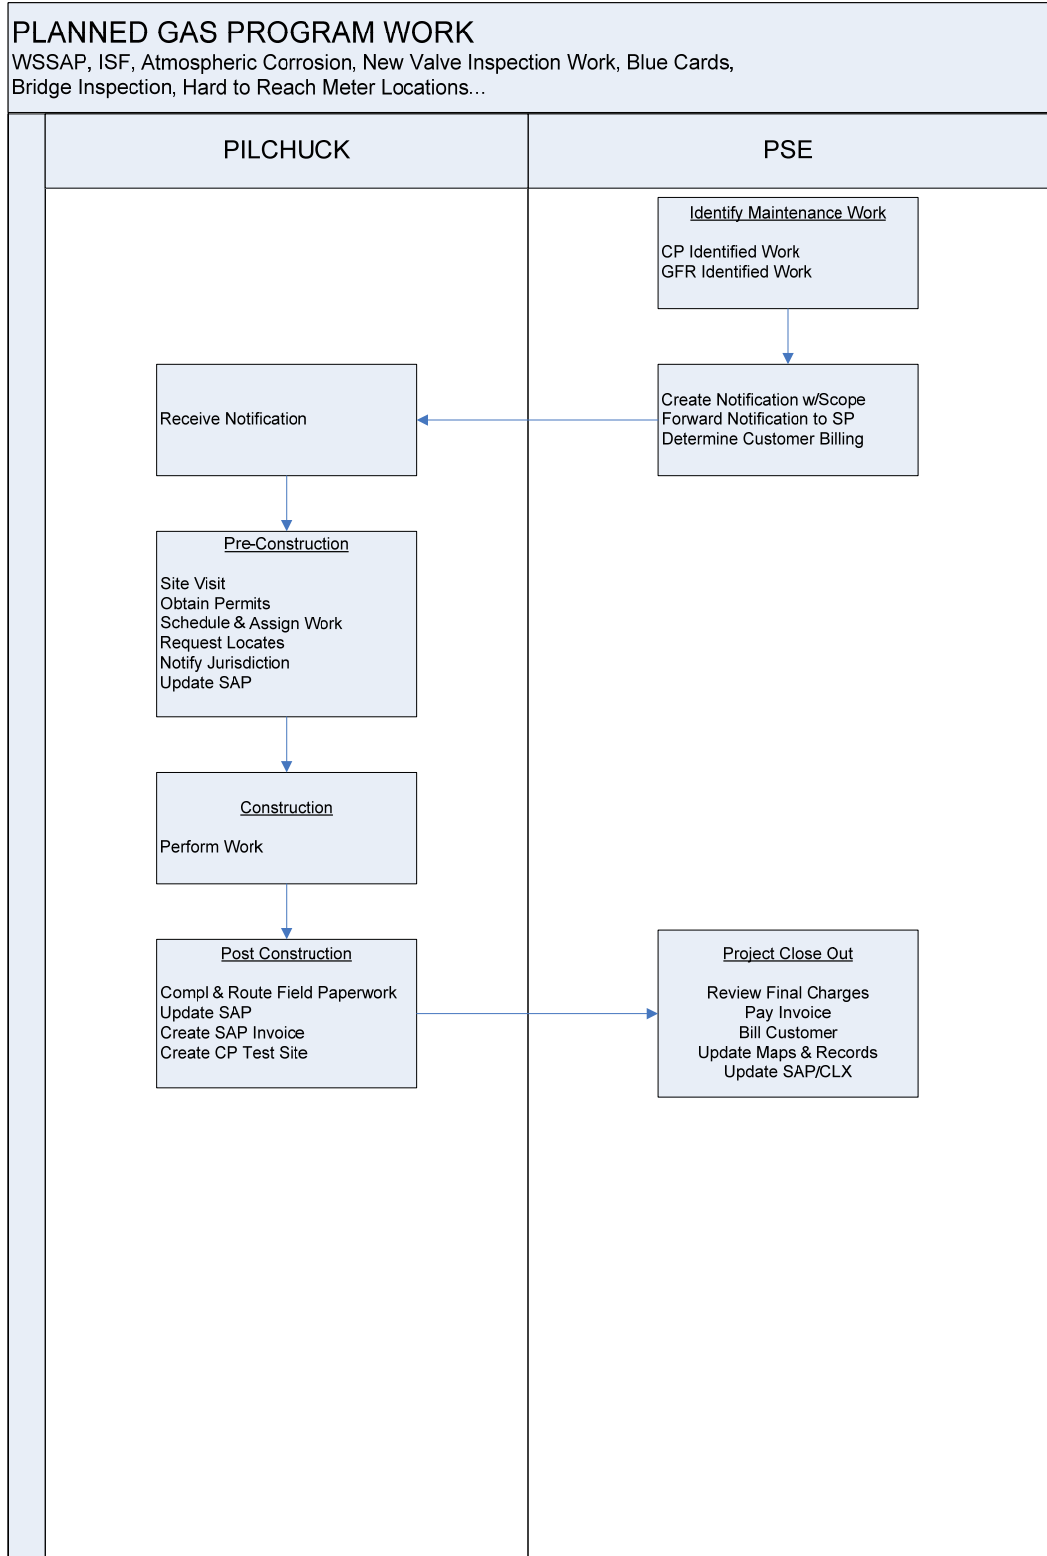 PLANNED GAS PROGRAM WORK
WSSAP, ISF, Atmospheric Corrosion, New Valve Inspection Work, Blue Cards,
Bridge Inspection, Hard to Reach Meter Locations...
PILCHUCK
PSE
Identify Maintenance Work
CP Identified Work
GFR Identified Work
Create Notification w/Scope
Forward Notification to SP
Determine Customer Billing
Receive Notification
Pre-Construction
Site Visit
Obtain Permits
Schedule & Assign Work
Request Locates
Notify Jurisdiction
Update SAP
Construction
Perform Work
Post Construction
Compl & Route Field Paperwork
Update SAP
Create SAP Invoice
Create CP Test Site
Project Close Out
Review Final Charges
Pay Invoice
Bill Customer
Update Maps & Records
Update SAP/CLX